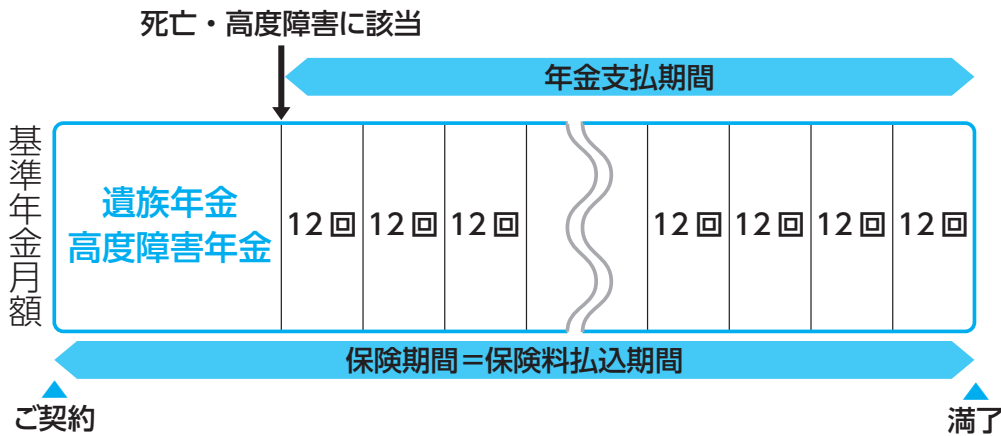 死亡・高度障害に該当
年金支払期間
基準年金月額
遺族年金
高度障害年金
12回 12回 12回 12回 12回 12回 12回
保険期間＝保険料払込期間
ご契約
満了